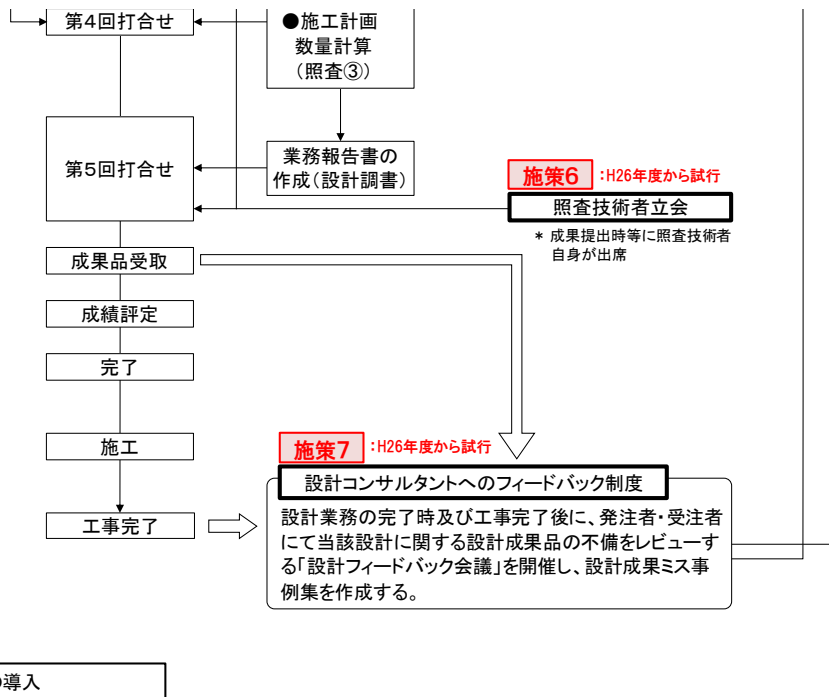 第4回打合せ
●施工計画
数量計算
(照査③)
第5回打合せ
業務報告書の
作成(設計調書)
施策6 :H26年度から試行
照査技術者立会
* 成果提出時等に照査技術者
自身が出席
成果品受取
成績評定
完了
施工
工事完了
施策7 :H26年度から試行
設計コンサルタントへのフィードバック制度
設計業務の完了時及び工事完了後に、発注者・受注者
にて当該設計に関する設計成果品の不備をレビューす
る「設計フィードバック会議」を開催し、設計成果ミス事
例集を作成する。
の導入